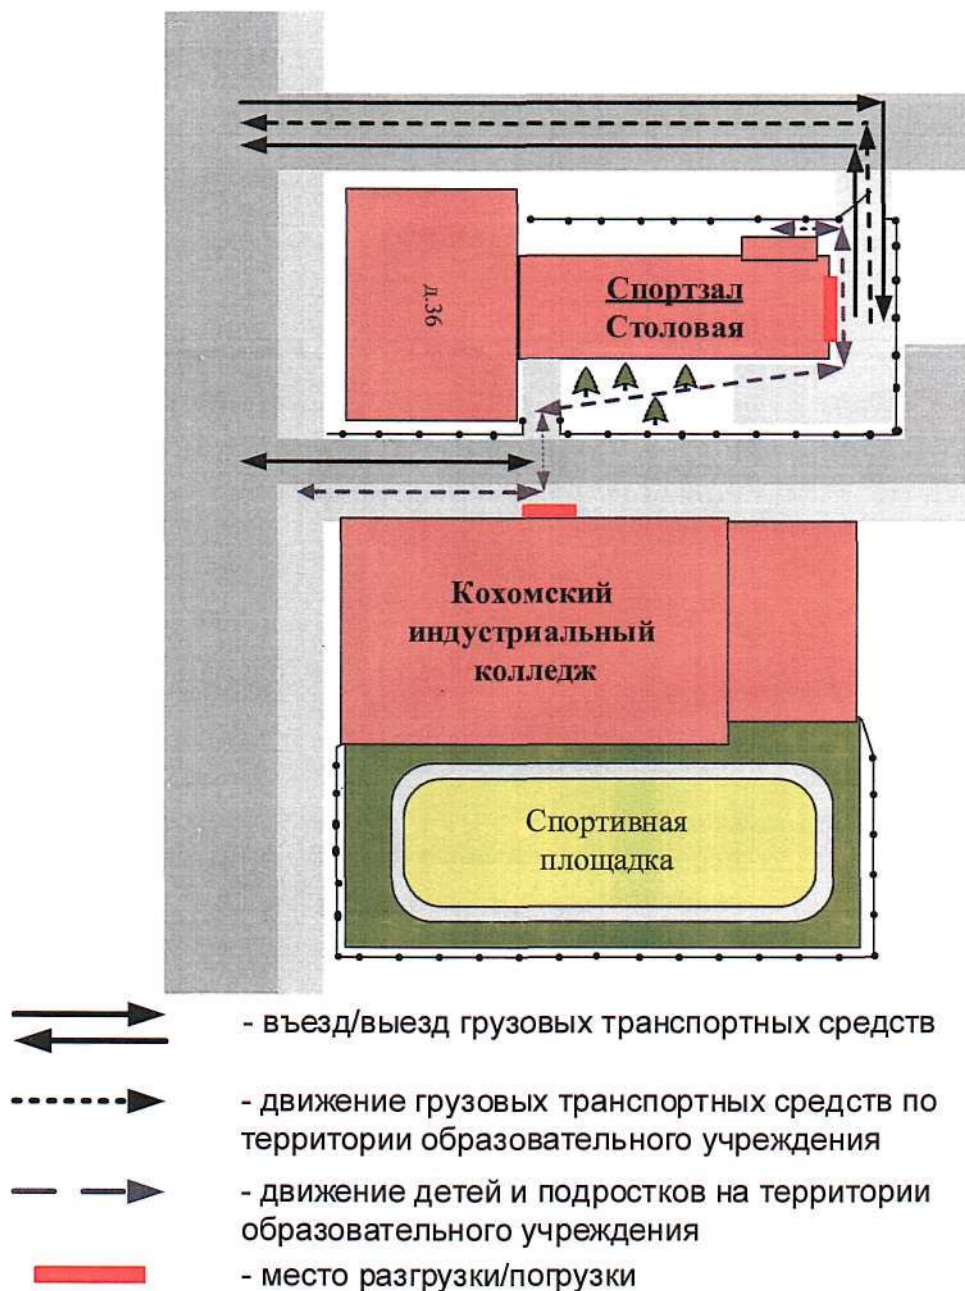 д.36
Спортзал
Столовая
Кохомский
индустриальный
колледж
Спортивная
площадка
- въезд/выезд грузовых транспортных средств
- движение грузовых транспортных средств по
территории образовательного учреждения
- движение детей и подростков на территории
образовательного учреждения
- место разгрузки/погрузки